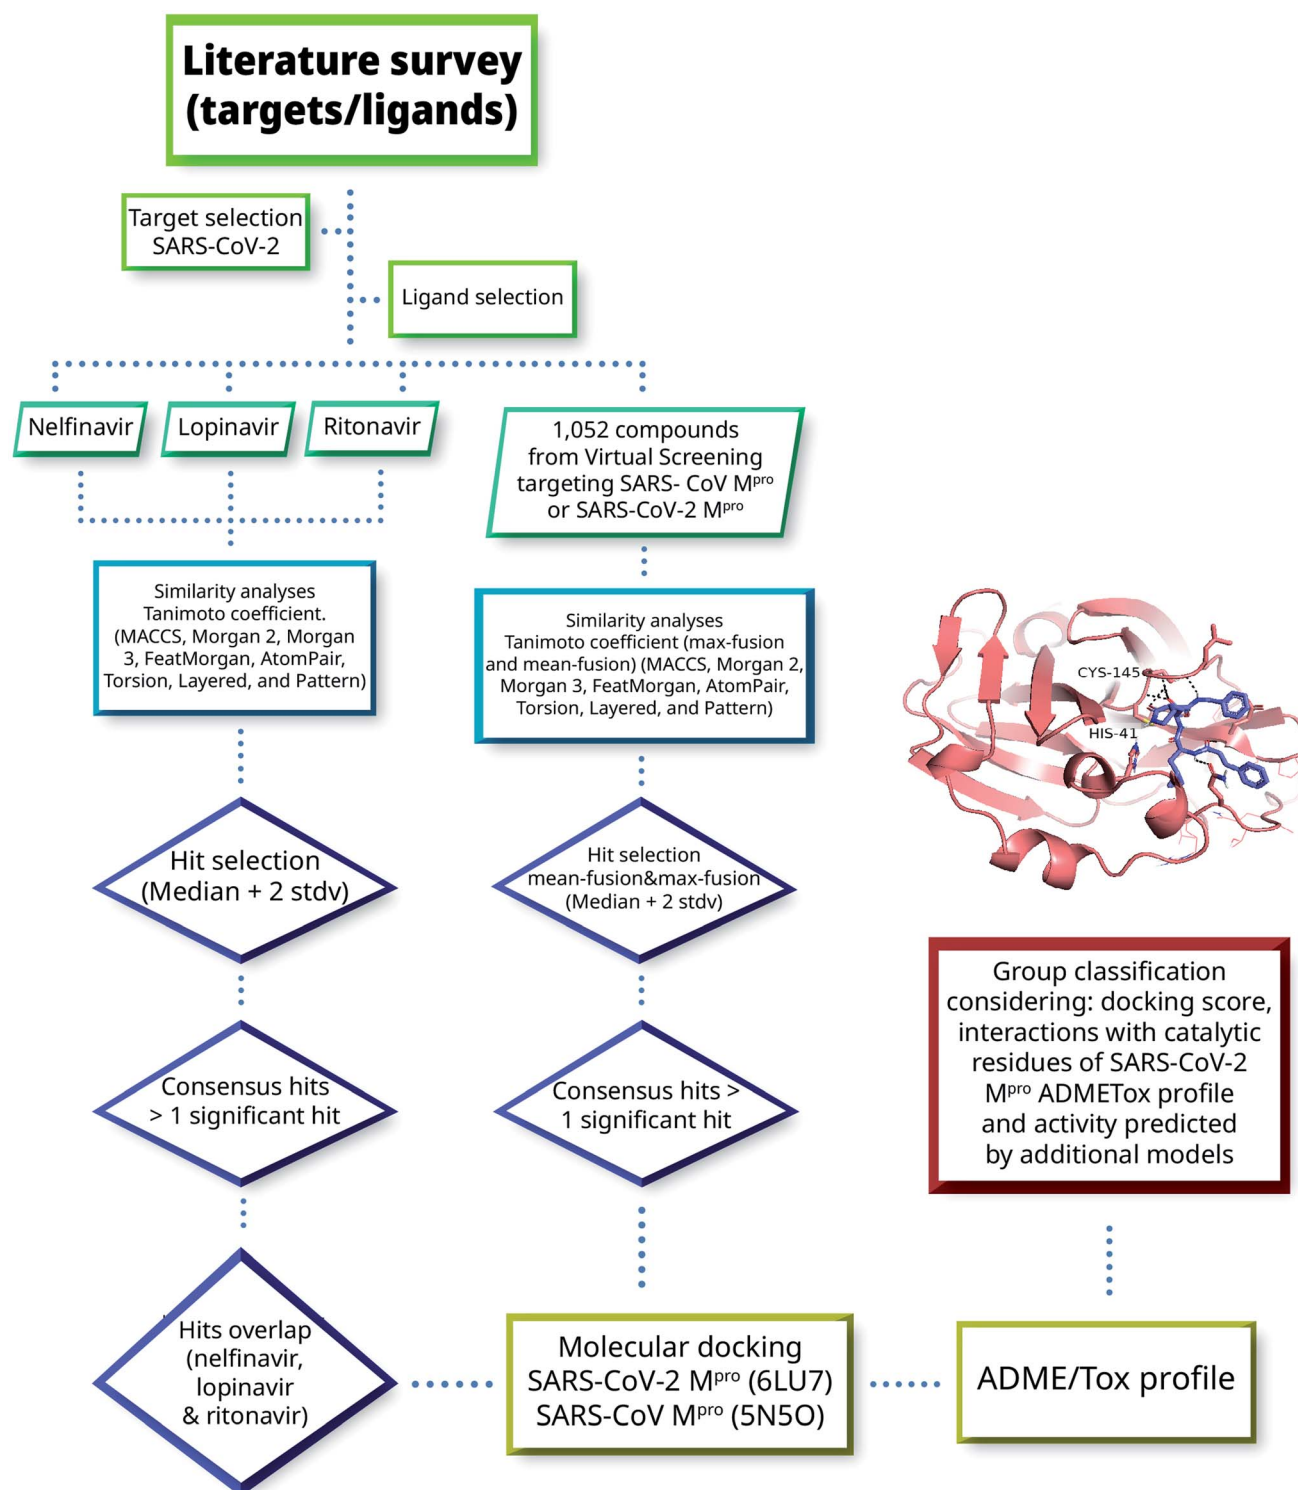 Literature survey
(targets/ligands)
Target selection
SARS-CoV-2
Ligand selection
Nelfinavir
Lopinavir
Ritonavir
1,052 compounds
from Virtual Screening
targeting SARS- CoV Mᵖʳᵒ
or SARS-CoV-2 Mᵖʳᵒ
Similarity analyses
Tanimoto coefficient.
(MACCS, Morgan 2, Morgan
3, FeatMorgan, AtomPair,
Torsion, Layered, and Pattern)
Similarity analyses
Tanimoto coefficient (max-fusion
and mean-fusion) (MACCS, Morgan 2,
Morgan 3, FeatMorgan, AtomPair,
Torsion, Layered, and Pattern)
CYS-145
HIS-41
Hit selection
(Median + 2 stdv)
Hit selection
mean-fusion&max-fusion
(Median + 2 stdv)
Consensus hits
> 1 significant hit
Consensus hits >
1 significant hit
Group classification
considering: docking score,
interactions with catalytic
residues of SARS-CoV-2
Mᵖʳᵒ ADMETox profile
and activity predicted
by additional models
Hits overlap
(nelfinavir,
lopinavir
& ritonavir)
Molecular docking
SARS-CoV-2 Mᵖʳᵒ (6LU7)
SARS-CoV Mᵖʳᵒ (5N5O)
ADME/Tox profile